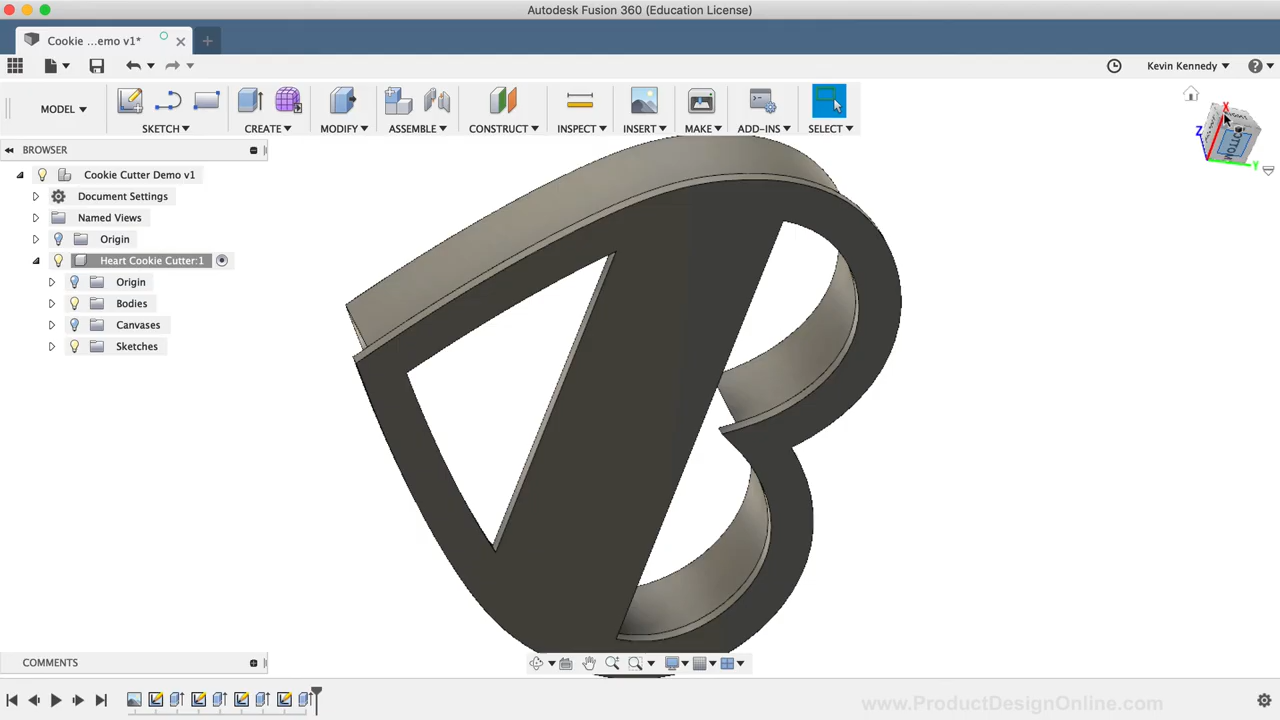 Autodesk Fusion 360 (Education License)
Cookie ...emo v1*
Kevin Kennedy
MODEL
SKETCH
CREATE
MODIFY
ASSEMBLE
CONSTRUCT
INSPECT
INSERT
MAKE
ADD-INS
SELECT
X
Z
Y
BOTTOM
BROWSER
Cookie Cutter Demo v1
Document Settings
Named Views
Origin
Heart Cookie Cutter:1
Origin
Bodies
Canvases
Sketches
COMMENTS
www.ProductDesignOnline.com